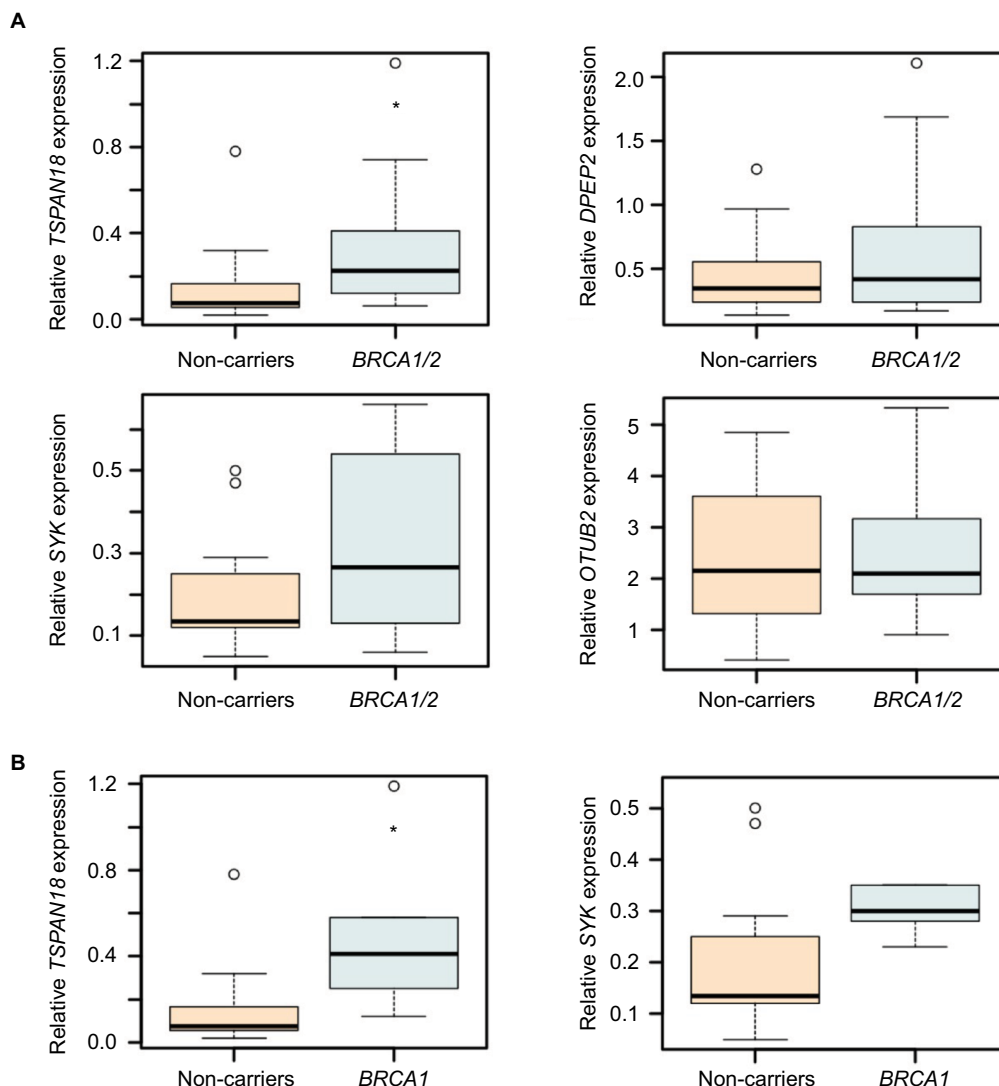 A
Relative TSPAN18 expression
1.2
0.8
0.4
0.0
*
Non-carriers
BRCA1/2
Relative DPEP2 expression
2.0
1.5
1.0
0.5
Non-carriers
BRCA1/2
Relative SYK expression
0.5
0.3
0.1
Non-carriers
BRCA1/2
Relative OTUB2 expression
5
4
3
2
1
Non-carriers
BRCA1/2
B
Relative TSPAN18 expression
1.2
0.8
0.4
0.0
*
Non-carriers
BRCA1
Relative SYK expression
0.5
0.4
0.3
0.2
0.1
Non-carriers
BRCA1